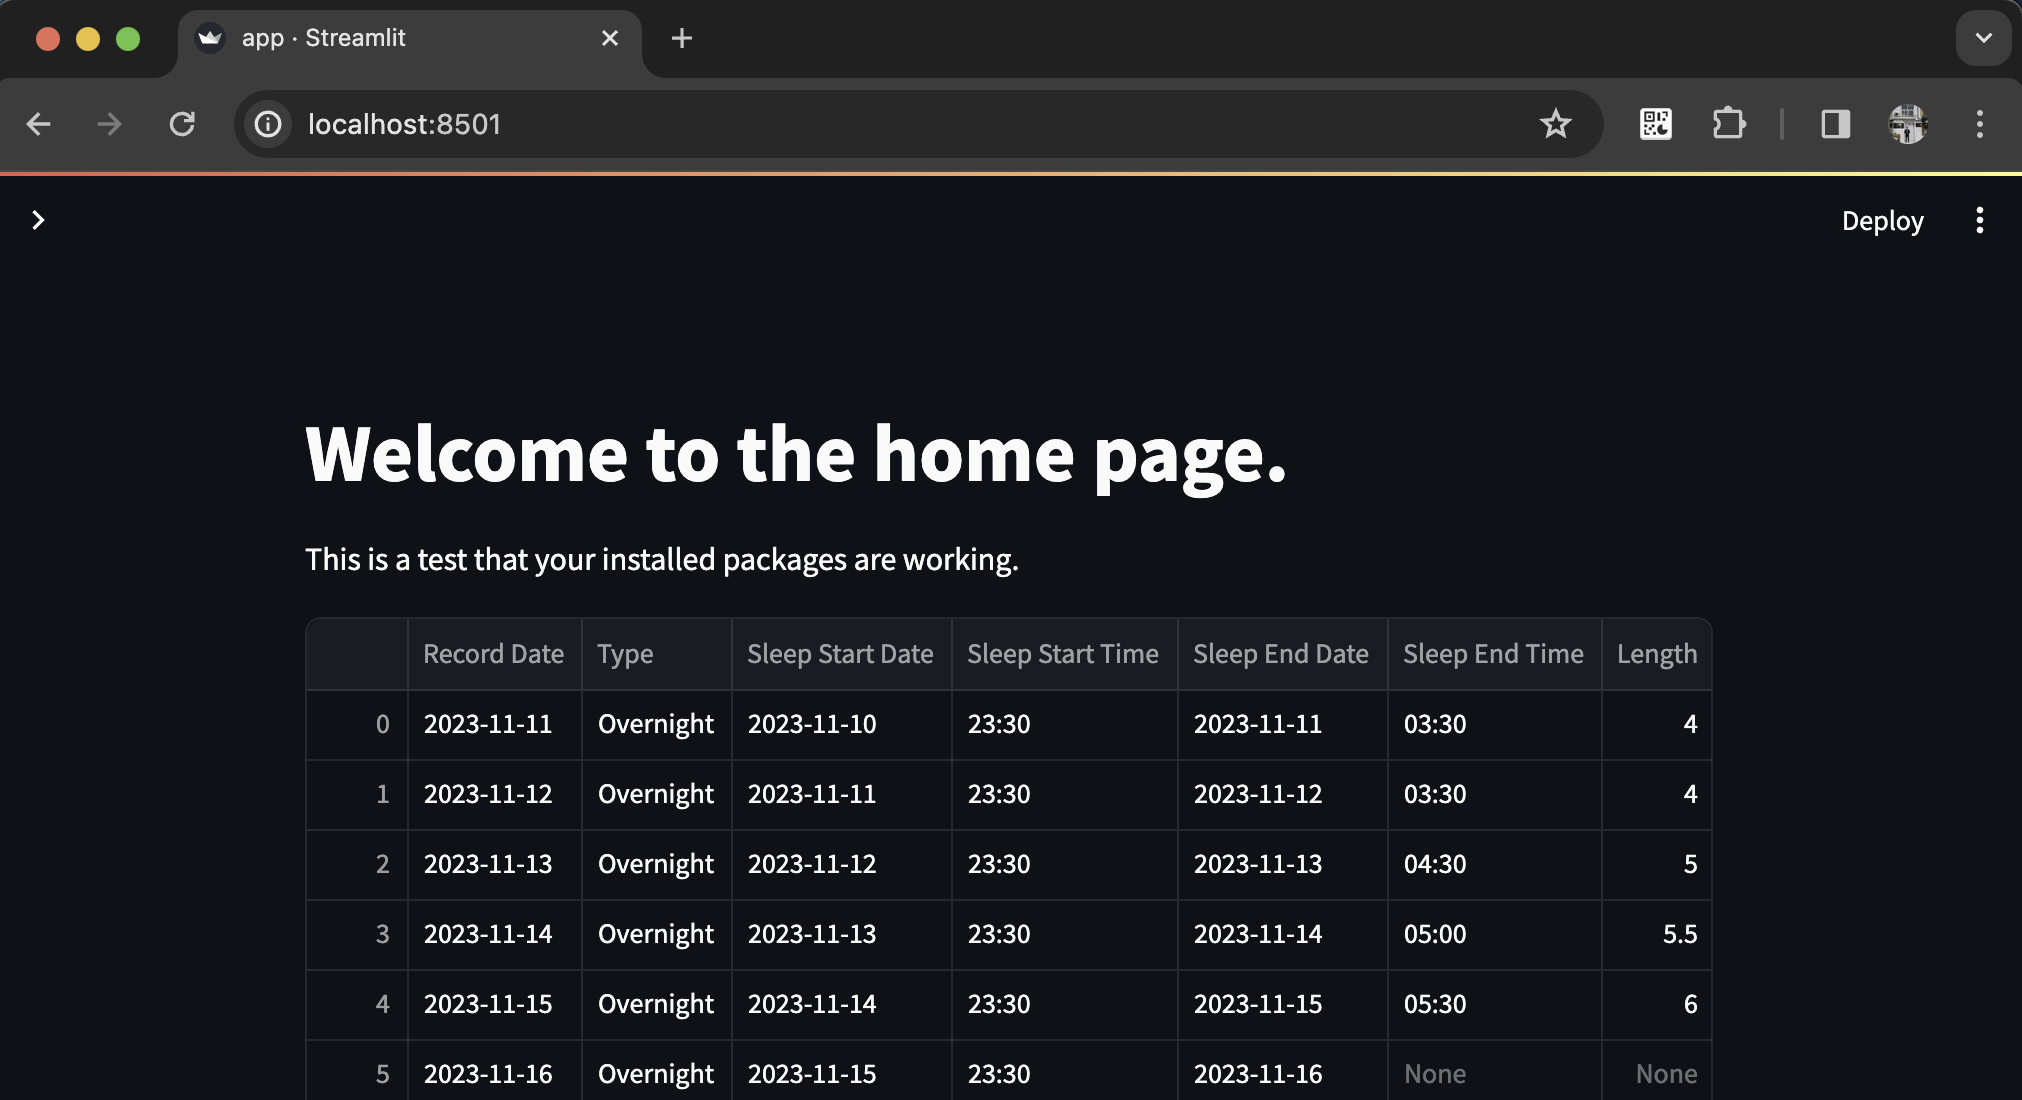 app · Streamlit
localhost:8501
Deploy
Welcome to the home page.
This is a test that your installed packages are working.
Record Date Type Sleep Start Date Sleep Start Time Sleep End Date Sleep End Time Length
0 2023-11-11 Overnight 2023-11-10 23:30 2023-11-11 03:30 4
1 2023-11-12 Overnight 2023-11-11 23:30 2023-11-12 03:30 4
2 2023-11-13 Overnight 2023-11-12 23:30 2023-11-13 04:30 5
3 2023-11-14 Overnight 2023-11-13 23:30 2023-11-14 05:00 5.5
4 2023-11-15 Overnight 2023-11-14 23:30 2023-11-15 05:30 6
5 2023-11-16 Overnight 2023-11-15 23:30 2023-11-16 None None